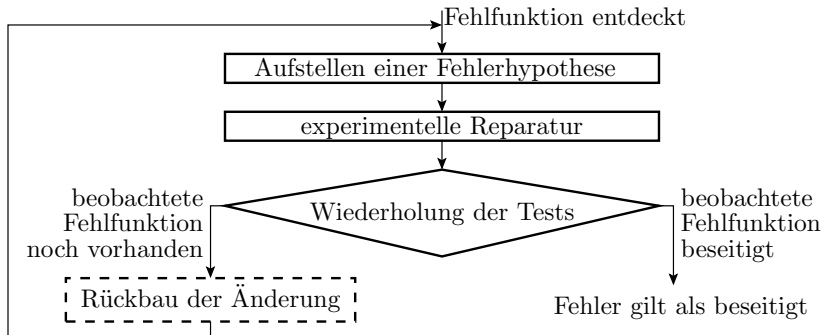 Fehlfunktion entdeckt
Aufstellen einer Fehlerhypothese
experimentelle Reparatur
Wiederholung der Tests
beobachtete
Fehlfunktion
noch vorhanden
beobachtete
Fehlfunktion
beseitigt
Rückbau der Änderung
Fehler gilt als beseitigt